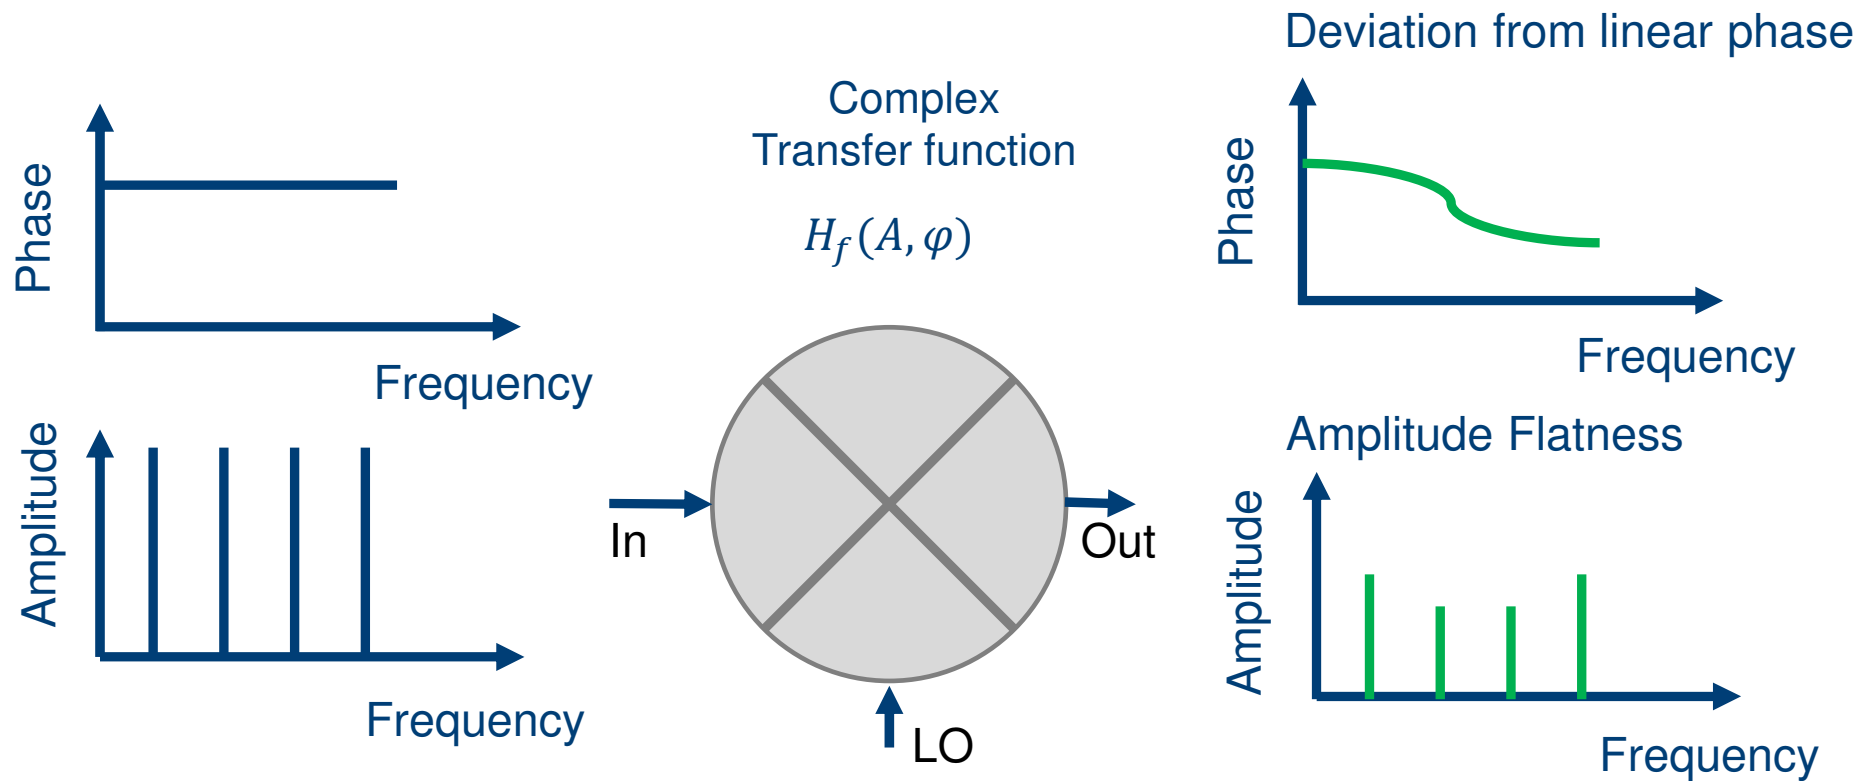 Phase
Frequency
Amplitude
Frequency
Complex
Transfer function
H_f(A, φ)
In
Out
LO
Deviation from linear phase
Phase
Frequency
Amplitude Flatness
Amplitude
Frequency